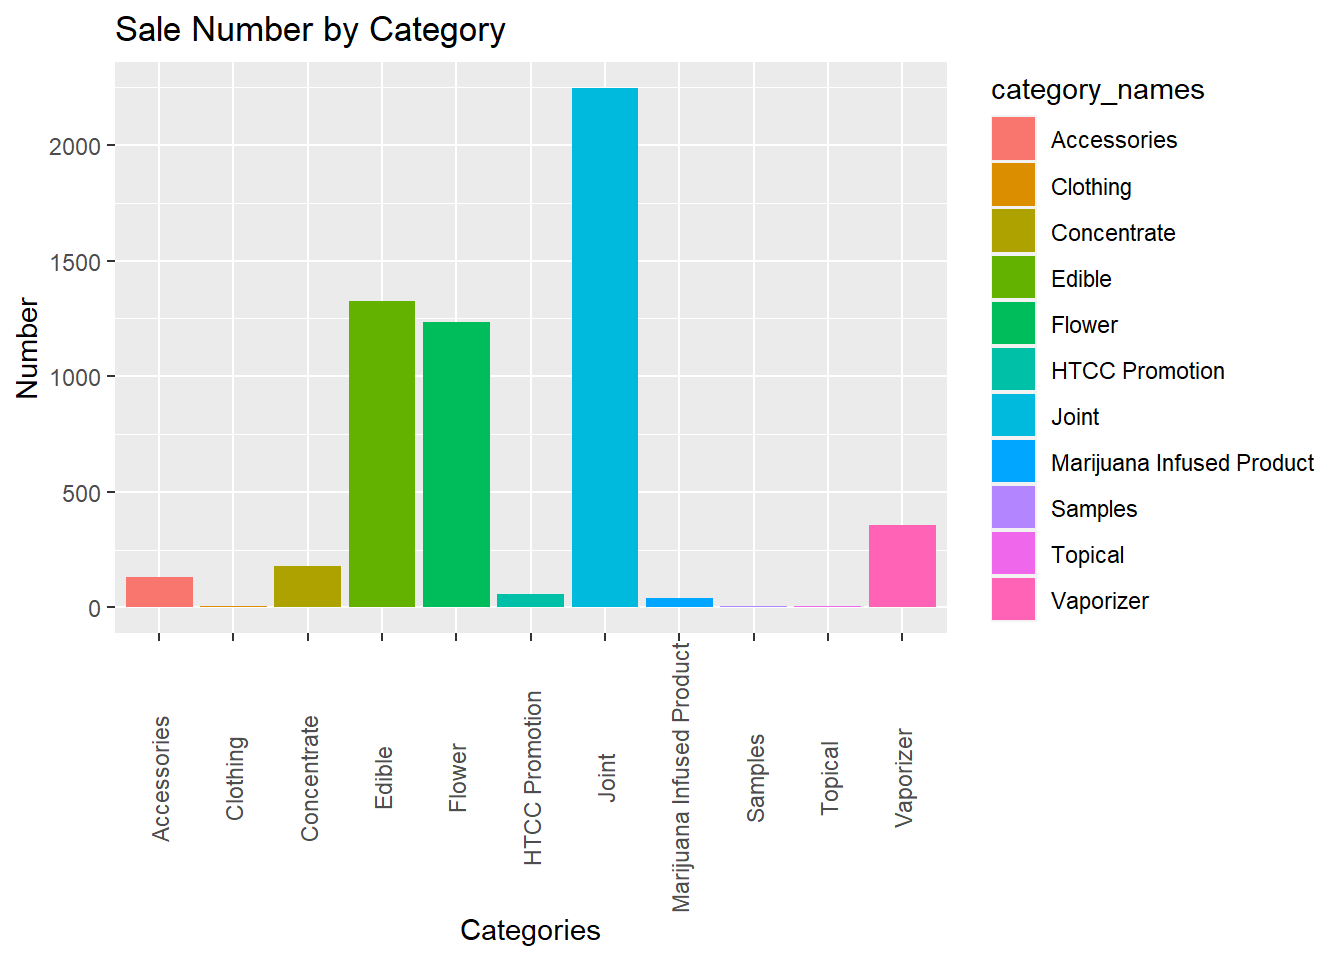 Sale Number by Category
Number
2000
1500
1000
500
0
Accessories
Clothing
Concentrate
Edible
Flower
HTCC Promotion
Joint
Marijuana Infused Product
Samples
Topical
Vaporizer
Categories
category_names
Accessories
Clothing
Concentrate
Edible
Flower
HTCC Promotion
Joint
Marijuana Infused Product
Samples
Topical
Vaporizer